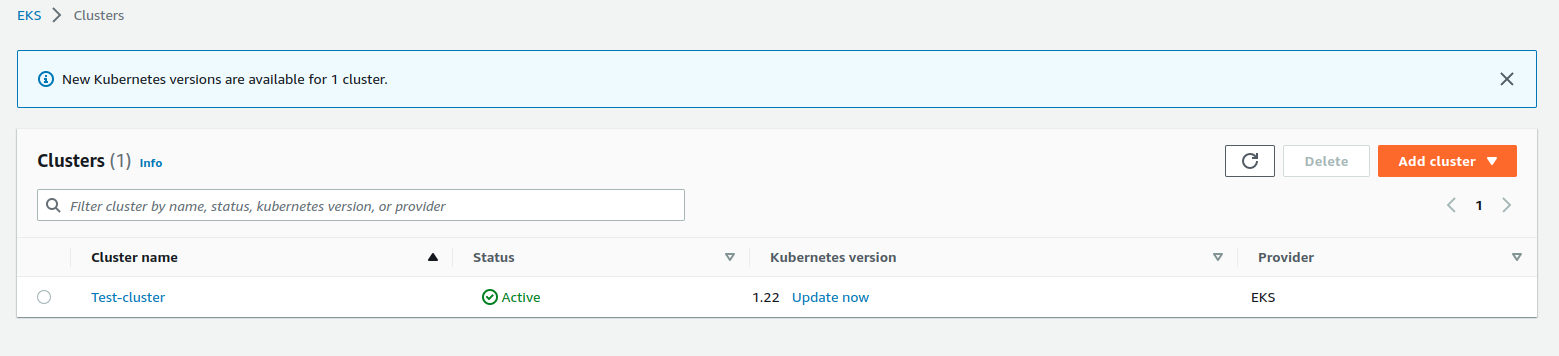 EKS > Clusters
New Kubernetes versions are available for 1 cluster.
Clusters (1) Info
Delete
Add cluster
Filter cluster by name, status, kubernetes version, or provider
1
Cluster name Status Kubernetes version Provider
Test-cluster Active 1.22 Update now EKS